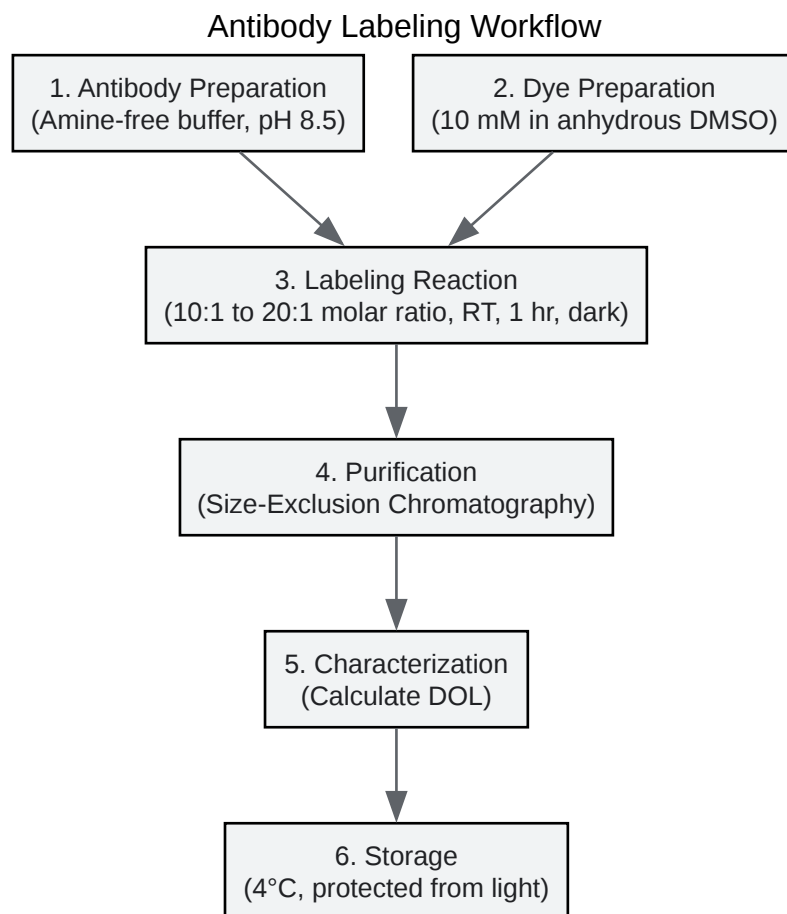 Antibody Labeling Workflow
1. Antibody Preparation
(Amine-free buffer, pH 8.5)
2. Dye Preparation
(10 mM in anhydrous DMSO)
3. Labeling Reaction
(10:1 to 20:1 molar ratio, RT, 1 hr, dark)
4. Purification
(Size-Exclusion Chromatography)
5. Characterization
(Calculate DOL)
6. Storage
(4°C, protected from light)